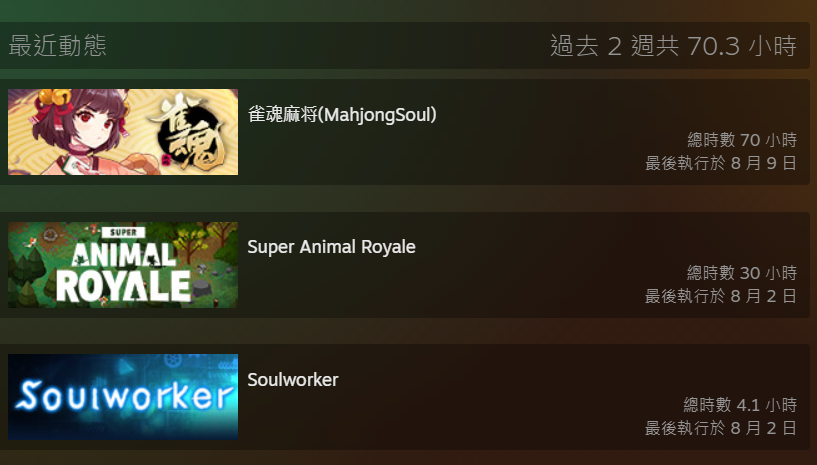 最近動態
過去 2 週共 70.3 小時
雀魂
雀魂麻将(MahjongSoul)
總時數 70 小時
最後執行於 8 月 9 日
SUPER
ANIMAL
ROYALE
Super Animal Royale
總時數 30 小時
最後執行於 8 月 2 日
Soulworker
Soulworker
總時數 4.1 小時
最後執行於 8 月 2 日